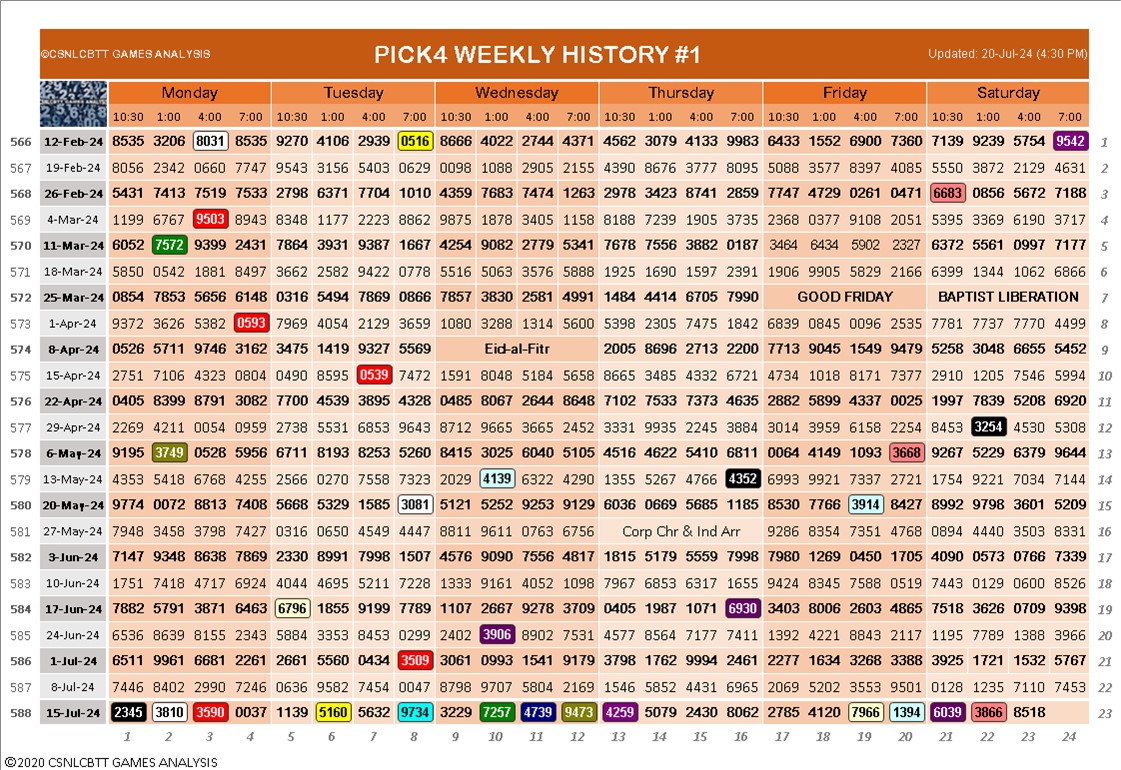 ©CSNLCBTT GAMES ANALYSIS PICK4 WEEKLY HISTORY #1 Updated: 20-Jul-24 (4:30 PM)
Monday Tuesday Wednesday Thursday Friday Saturday
10:30 1:00 4:00 7:00 10:30 1:00 4:00 7:00 10:30 1:00 4:00 7:00 10:30 1:00 4:00 7:00 10:30 1:00 4:00 7:00 10:30 1:00 4:00 7:00
566 12-Feb-24 8535 3206 8031 8535 9270 4106 2939 0516 8666 4022 2744 4371 4562 3079 4133 9983 6433 1552 6900 7360 7139 9239 5754 9542 1
567 19-Feb-24 8056 2342 0660 7747 9543 3156 5403 0629 0098 1088 2905 2155 4390 8676 3777 8095 5088 3577 8397 4085 5550 3872 2129 4631 2
568 26-Feb-24 5431 7413 7519 7533 2798 6371 7704 1010 4359 7683 7474 1263 2978 3423 8741 2859 7747 4729 0261 0471 6683 0856 5672 7188 3
569 4-Mar-24 1199 6767 9503 8943 8348 1177 2223 8862 9875 1878 3405 1158 8188 7239 1905 3735 2368 0377 9108 2051 5395 3369 6190 3717 4
570 11-Mar-24 6052 7572 9399 2431 7864 3931 9387 1667 4254 9082 2779 5341 7678 7556 3882 0187 3464 6434 5902 2327 6372 5561 0997 7177 5
571 18-Mar-24 5850 0542 1881 8497 3662 2582 9422 0778 5516 5063 3576 5888 1925 1690 1597 2391 1906 9905 5829 2166 6399 1344 1062 6866 6
572 25-Mar-24 0854 7853 5656 6148 0316 5494 7869 0866 7857 3830 2581 4991 1484 4414 6705 7990 GOOD FRIDAY BAPTIST LIBERATION 7
573 1-Apr-24 9372 3626 5382 0593 7969 4054 2129 3659 1080 3288 1314 5600 5398 2305 7475 1842 6839 0845 0096 2535 7781 7737 7770 4499 8
574 8-Apr-24 0526 5711 9746 3162 3475 1419 9327 5569 Eid-al-Fitr 2005 8696 2713 2200 7713 9045 1549 9479 5258 3048 6655 5452 9
575 15-Apr-24 2751 7106 4323 0804 0490 8595 0539 7472 1591 8048 5184 5658 8665 3485 4332 6721 4734 1018 8171 7377 2910 1205 7546 5994 10
576 22-Apr-24 0405 8399 8791 3082 7700 4539 3895 4328 0485 8067 2644 8648 7102 7533 7373 4635 2882 5899 4337 0025 1997 7839 5208 6920 11
577 29-Apr-24 2269 4211 0054 0959 2738 5531 6853 9643 8712 9665 3665 2452 3331 9935 2245 3884 3014 3959 6158 2254 8453 3254 4530 5308 12
578 6-May-24 9195 3749 0528 5956 6711 8193 8253 5260 8415 3025 6040 5105 4516 4622 5410 6811 0064 4149 1093 3668 9267 5229 6379 9644 13
579 13-May-24 4353 5418 6768 4255 2566 0270 7558 7323 2029 4139 6322 4290 1355 5267 4766 4352 6993 9921 7337 2721 1754 9221 7034 7144 14
580 20-May-24 9774 0072 8813 7408 5668 5329 1585 3081 5121 5252 9253 9129 6036 0669 5685 1185 8530 7766 3914 8427 8992 9798 3601 5209 15
581 27-May-24 7948 3458 3798 7427 0316 0650 4549 4447 8811 9611 0763 6756 Corp Chr & Ind Arr 9286 8354 7351 4768 0894 4440 3503 8331 16
582 3-Jun-24 7147 9348 8638 7869 2330 8991 7998 1507 4576 9090 7556 4817 1815 5179 5559 7998 7980 1269 0450 1705 4090 0573 0766 7339 17
583 10-Jun-24 1751 7418 4717 6924 4044 4695 5211 7228 1333 9161 4052 1098 7967 6853 6317 1655 9424 8345 7588 0519 7443 0129 0600 8526 18
584 17-Jun-24 7882 5791 3871 6463 6796 1855 9199 7789 1107 2667 9278 3709 0405 1987 1071 6930 3403 8006 2603 4865 7518 3626 0709 9398 19
585 24-Jun-24 6536 8639 8155 2343 5884 3353 8453 0299 2402 3906 8902 7531 4577 8564 7177 7411 1392 4221 8843 2117 1195 7789 1388 3966 20
586 1-Jul-24 6511 9961 6681 2261 2661 5560 0434 3509 3061 0993 1541 9179 3798 1762 9994 2461 2277 1634 3268 3388 3925 1721 1532 5767 21
587 8-Jul-24 7446 8402 2990 7246 0636 9582 7454 0047 8798 9707 5804 2169 1546 5852 4431 6965 2069 5202 3553 9501 0128 1235 7110 7453 22
588 15-Jul-24 2345 3810 3590 0037 1139 5160 5632 9734 3229 7257 4739 9473 4259 5079 2430 8062 2785 4120 7966 1394 6039 3866 8518 23
1 2 3 4 5 6 7 8 9 10 11 12 13 14 15 16 17 18 19 20 21 22 23 24
©2020 CSNLCBTT GAMES ANALYSIS